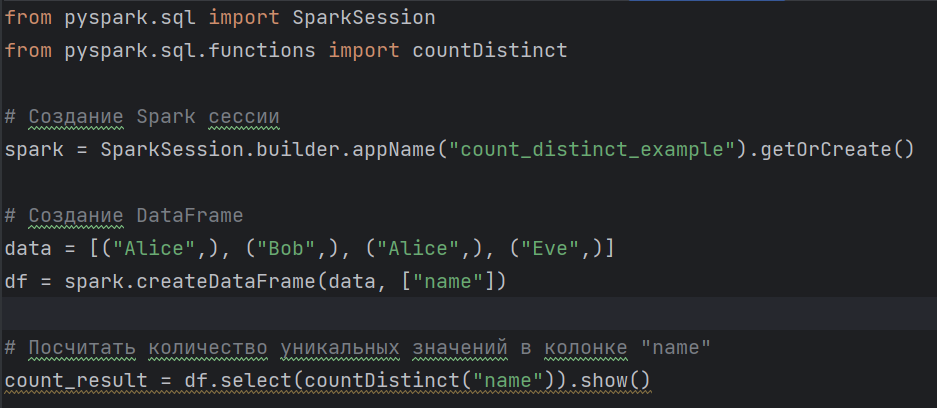 from pyspark.sql import SparkSession
from pyspark.sql.functions import countDistinct
# Создание Spark сессии
spark = SparkSession.builder.appName("count_distinct_example").getOrCreate()
# Создание DataFrame
data = [("Alice",), ("Bob",), ("Alice",), ("Eve",)]
df = spark.createDataFrame(data, ["name"])
# Посчитать количество уникальных значений в колонке "name"
count_result = df.select(countDistinct("name")).show()